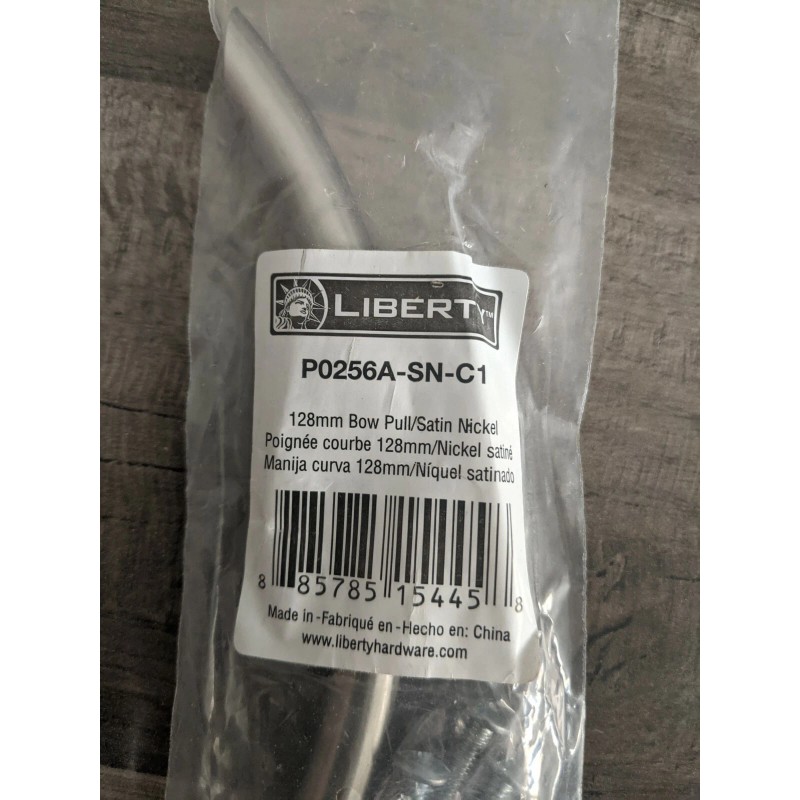 LIBERTY™
P0256A-SN-C1
128mm Bow Pull/Satin Nickel
Poignée courbe 128mm/Nickel satiné
Manija curva 128mm/Níquel satinado
8 85785 15445 8
Made in - Fabriqué en - Hecho en: China
www.libertyhardware.com